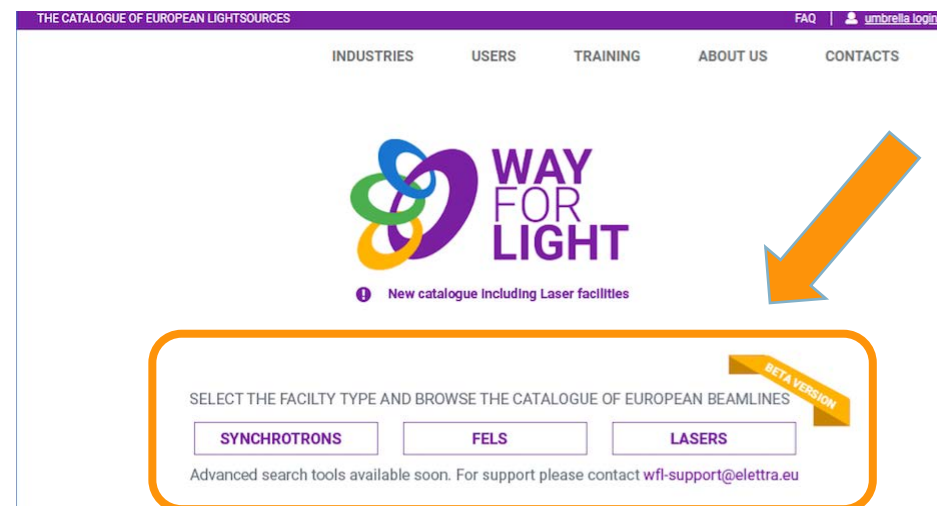 THE CATALOGUE OF EUROPEAN LIGHTSOURCES
FAQ | umbrella login
INDUSTRIES USERS TRAINING ABOUT US CONTACTS
WAY
FOR
LIGHT
New catalogue including Laser facilities
BETA VERSION
SELECT THE FACILTY TYPE AND BROWSE THE CATALOGUE OF EUROPEAN BEAMLINES
SYNCHROTRONS FELS LASERS
Advanced search tools available soon. For support please contact wfl-support@elettra.eu